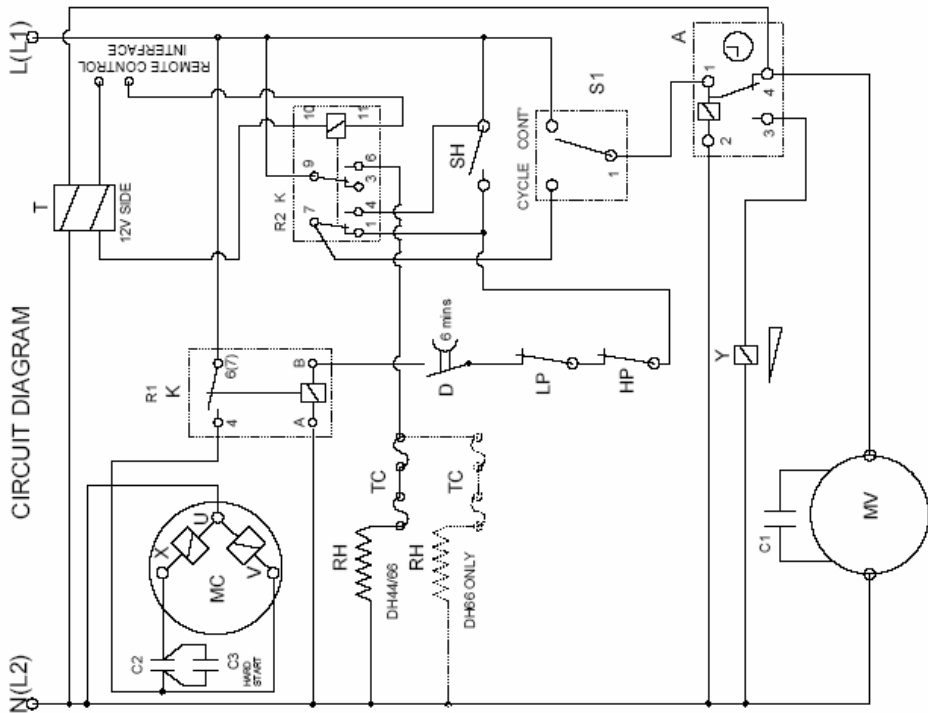 CIRCUIT DIAGRAM
N(L2)
L(L1)
REMOTE CONTROL
INTERFACE
T
12V SIDE
R2 K
10
11
9
6
3
7
4
1
SH
S1
CYCLE
CONT'
1
A
1
2
4
3
R1
K
6(7)
4
B
A
D
6 mins
LP
HP
Y
MC
X
U
V
C2
C3
HARD
START
RH
DH44/66
TC
RH
DH66 ONLY
TC
C1
MV